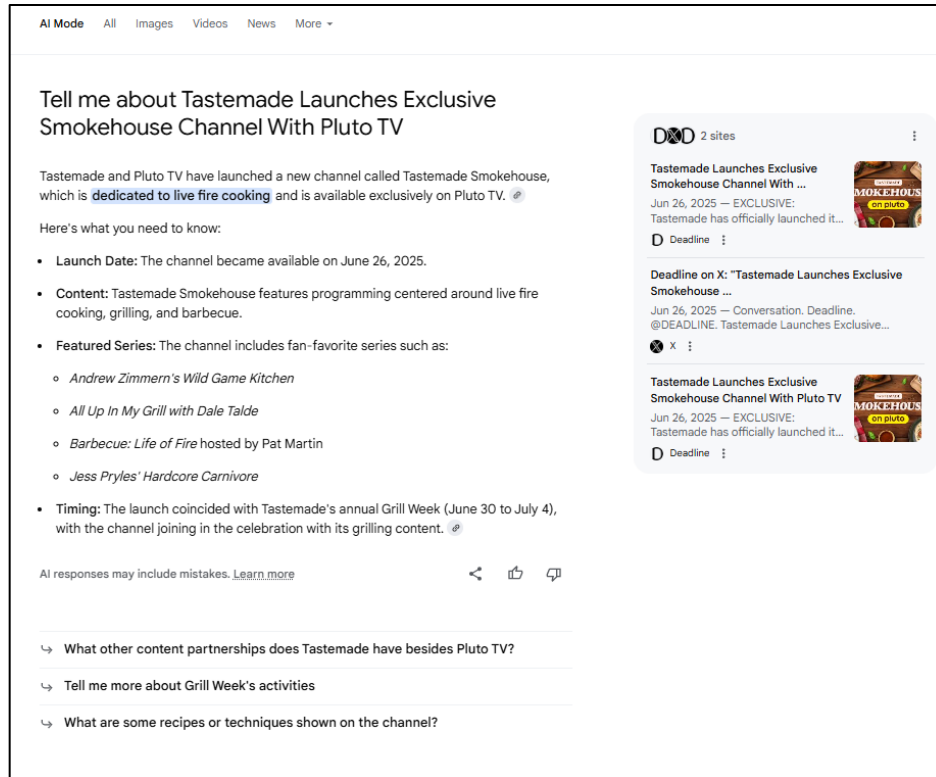 AI Mode All Images Videos News More
Tell me about Tastemade Launches Exclusive
Smokehouse Channel With Pluto TV
Tastemade and Pluto TV have launched a new channel called Tastemade Smokehouse,
which is dedicated to live fire cooking and is available exclusively on Pluto TV.
Here's what you need to know:
• Launch Date: The channel became available on June 26, 2025.
• Content: Tastemade Smokehouse features programming centered around live fire
cooking, grilling, and barbecue.
• Featured Series: The channel includes fan-favorite series such as:
Andrew Zimmern's Wild Game Kitchen
All Up In My Grill with Dale Talde
Barbecue: Life of Fire hosted by Pat Martin
Jess Pryles' Hardcore Carnivore
• Timing: The launch coincided with Tastemade's annual Grill Week (June 30 to July 4),
with the channel joining in the celebration with its grilling content.
AI responses may include mistakes. Learn more
What other content partnerships does Tastemade have besides Pluto TV?
Tell me more about Grill Week's activities
What are some recipes or techniques shown on the channel?
D X D 2 sites
Tastemade Launches Exclusive
Smokehouse Channel With ...
Jun 26, 2025 — EXCLUSIVE:
Tastemade has officially launched it...
D Deadline
MOKEHOUS
on pluto
Deadline on X: "Tastemade Launches Exclusive
Smokehouse ...
Jun 26, 2025 — Conversation. Deadline.
@DEADLINE. Tastemade Launches Exclusive...
X X
Tastemade Launches Exclusive
Smokehouse Channel With Pluto TV
Jun 26, 2025 — EXCLUSIVE:
Tastemade has officially launched it...
D Deadline
MOKEHOUS
on pluto